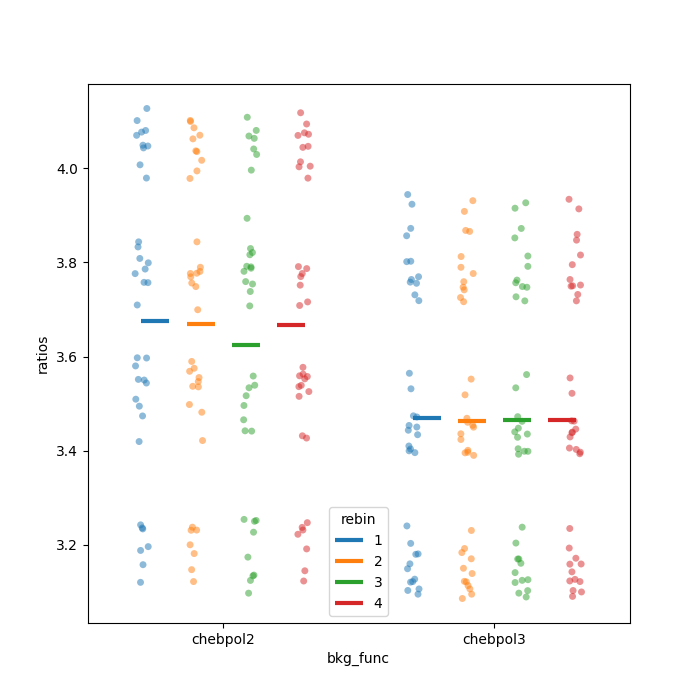 4.0
3.8
3.6
3.4
3.2
ratios
chebpol2
chebpol3
bkg_func
rebin
1
2
3
4